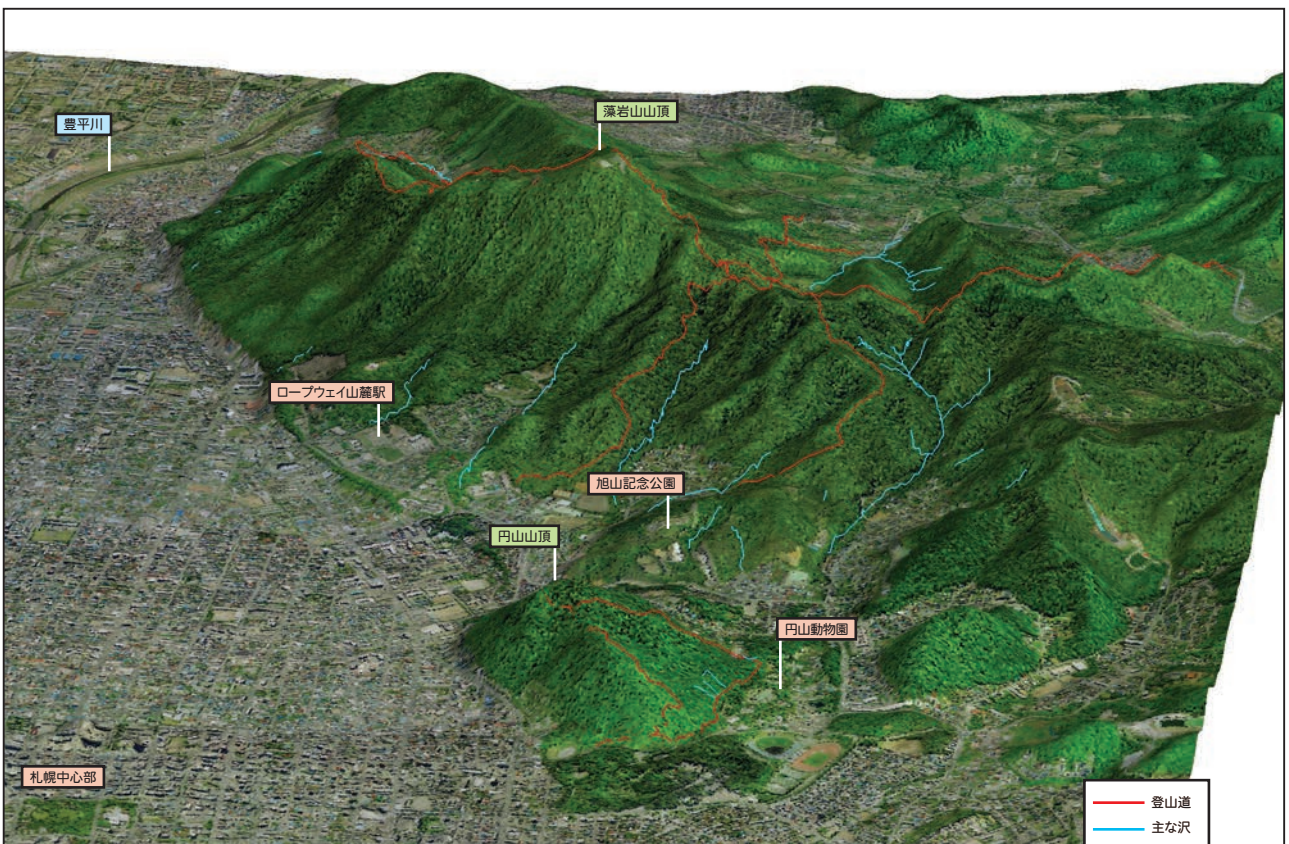 藻岩山山頂
豊平川
ロープウェイ山麓駅
旭山記念公園
円山山頂
円山動物園
札幌中心部
登山道
主な沢